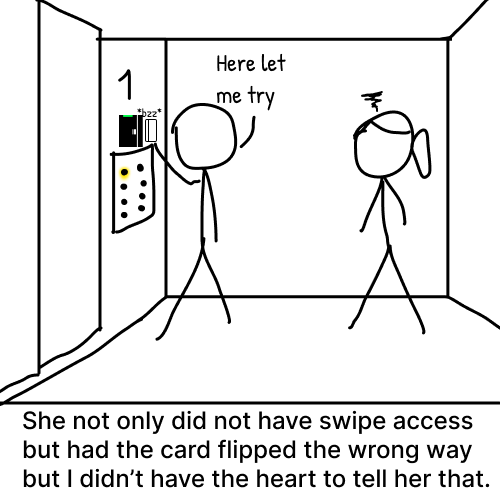 Here let
me try
1
*bzz*
She not only did not have swipe access
but had the card flipped the wrong way
but I didn’t have the heart to tell her that.